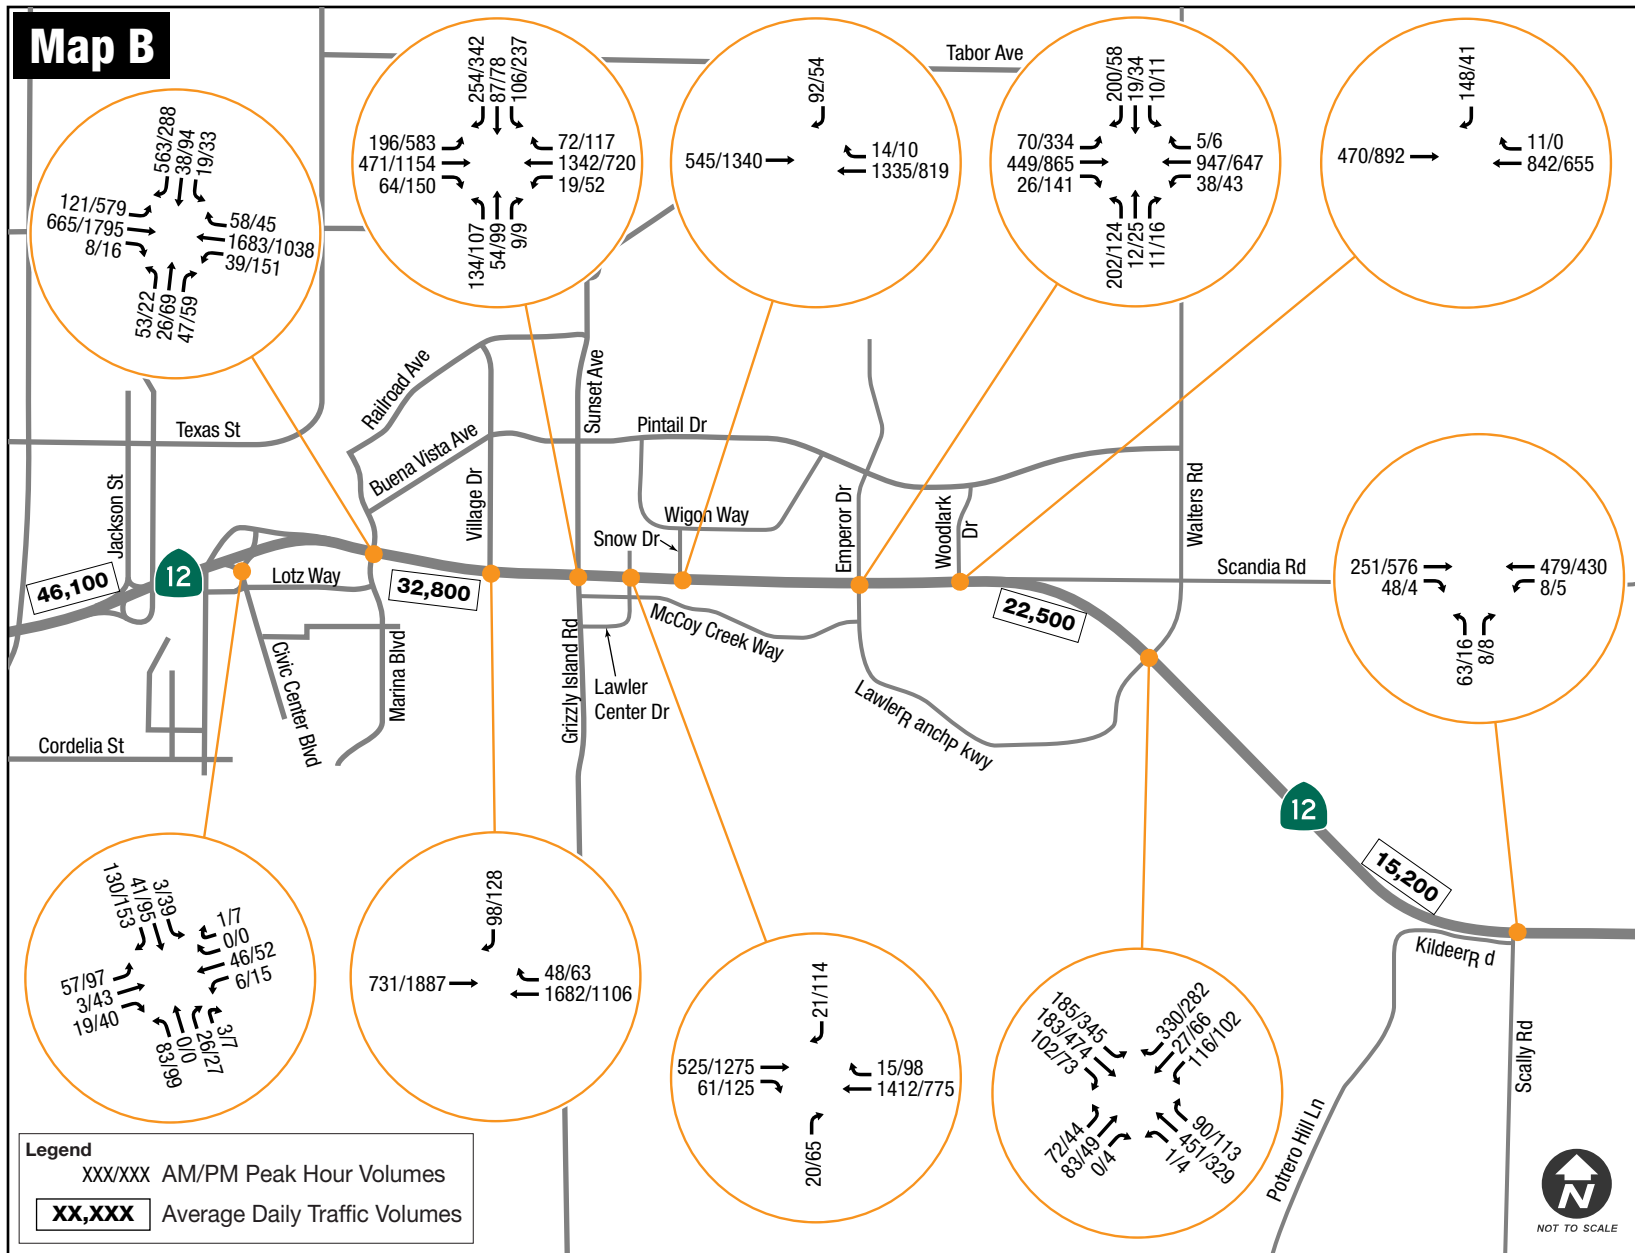 Map B
Tabor Ave
563/288
38/94
19/33
121/579
665/1795
8/16
58/45
1683/1038
39/151
53/22
26/69
47/59
254/342
87/78
106/237
196/583
471/1154
64/150
72/117
1342/720
19/52
134/107
54/99
9/9
92/54
545/1340
14/10
1335/819
200/58
19/34
10/11
70/334
449/865
26/141
5/6
947/647
38/43
202/124
12/25
11/16
148/41
470/892
11/0
842/655
Texas St
Jackson St
Railroad Ave
Buena Vista Ave
Village Dr
Sunset Ave
Pintail Dr
Wigon Way
Snow Dr
Emperor Dr
Woodlark
Dr
Walters Rd
Scandia Rd
46,100
12
Lotz Way
32,800
22,500
McCoy Creek Way
Civic Center Blvd
Marina Blvd
Grizzly Island Rd
Lawler
Center Dr
LawlerR anchP kwy
Cordelia St
251/576
48/4
479/430
8/5
63/16
8/8
12
15,200
KildeerR d
Scally Rd
Potrero Hill Ln
130/153
41/95
3/39
1/7
0/0
46/52
6/15
57/97
3/43
19/40
83/99
0/0
26/27
3/7
98/128
731/1887
48/63
1682/1106
21/114
525/1275
61/125
15/98
1412/775
20/65
185/345
183/474
102/73
330/282
27/66
116/102
72/44
83/49
0/4
90/113
451/329
1/4
Legend
XXX/XXX AM/PM Peak Hour Volumes
XX,XXX Average Daily Traffic Volumes
N
NOT TO SCALE